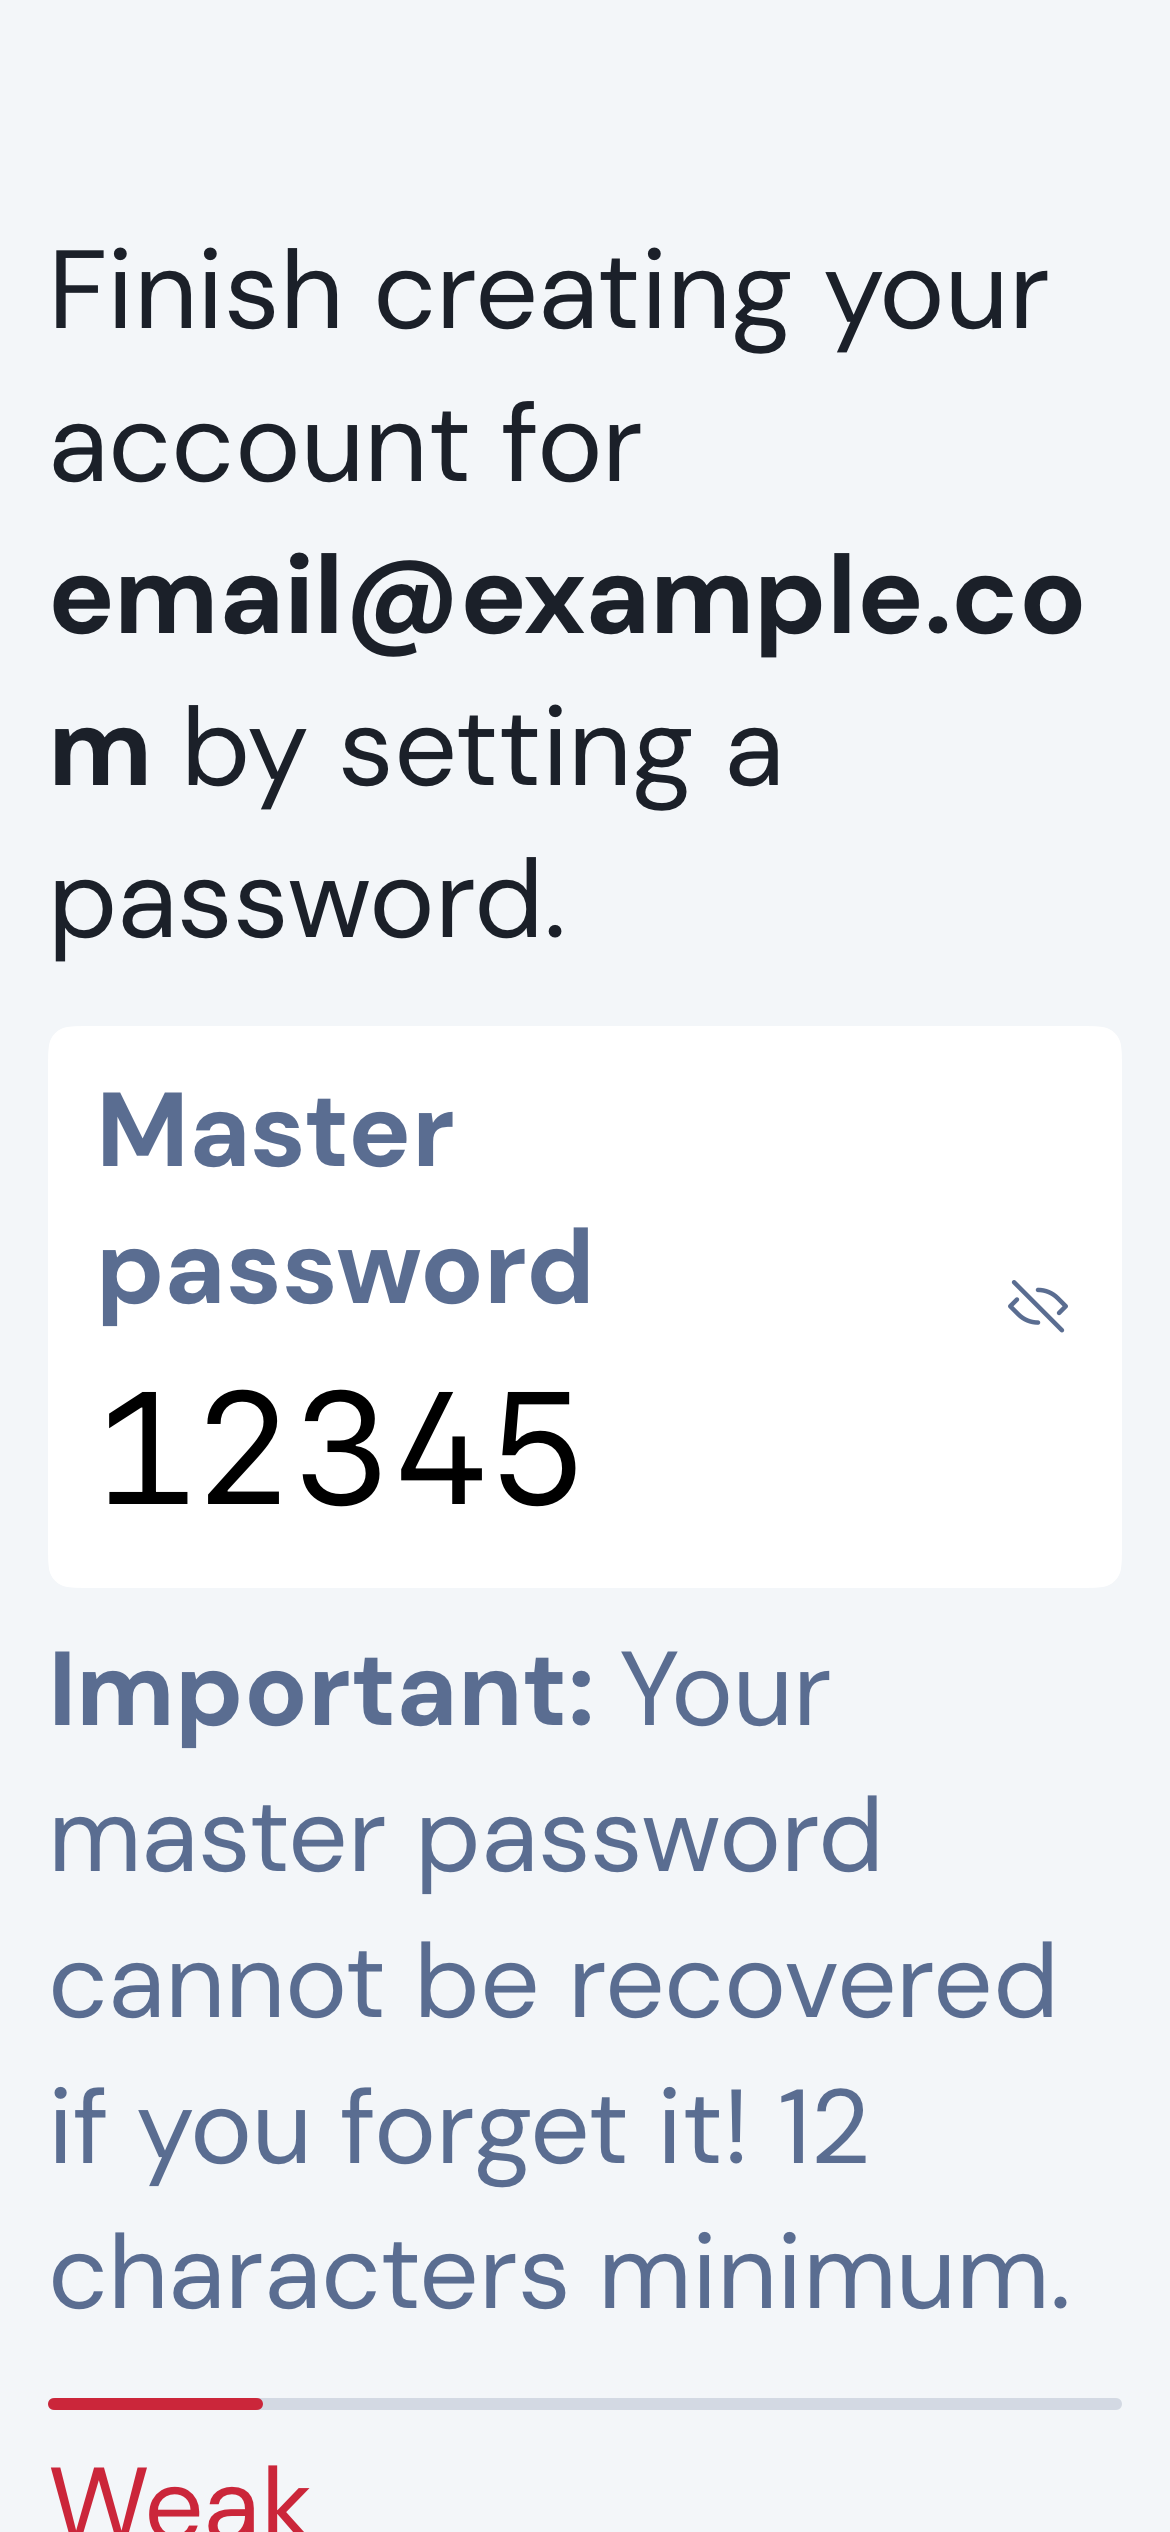 Finish creating your
account for
email@example.co
m by setting a
password.
Master
password
12345
Important: Your
master password
cannot be recovered
if you forget it! 12
characters minimum.
Weak